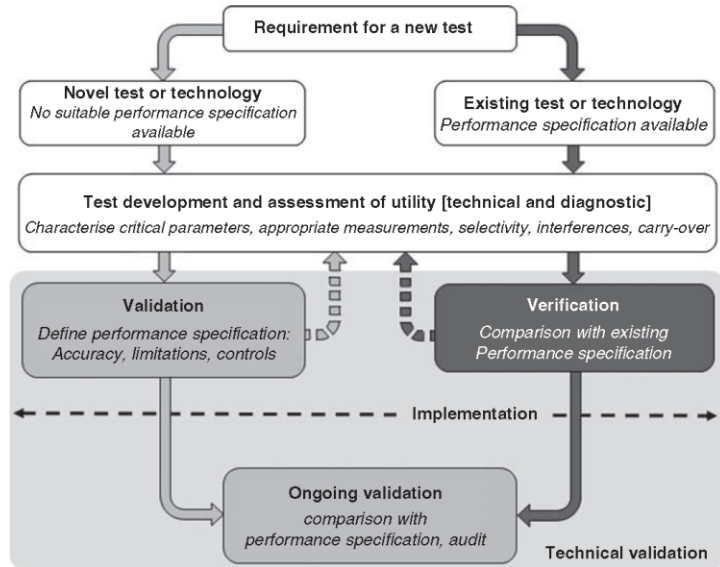 Requirement for a new test
Novel test or technology
No suitable performance specification
available
Existing test or technology
Performance specification available
Test development and assessment of utility [technical and diagnostic]
Characterise critical parameters, appropriate measurements, selectivity, interferences, carry-over
Validation
Define performance specification:
Accuracy, limitations, controls
Verification
Comparison with existing
Performance specification
Implementation
Ongoing validation
comparison with
performance specification, audit
Technical validation